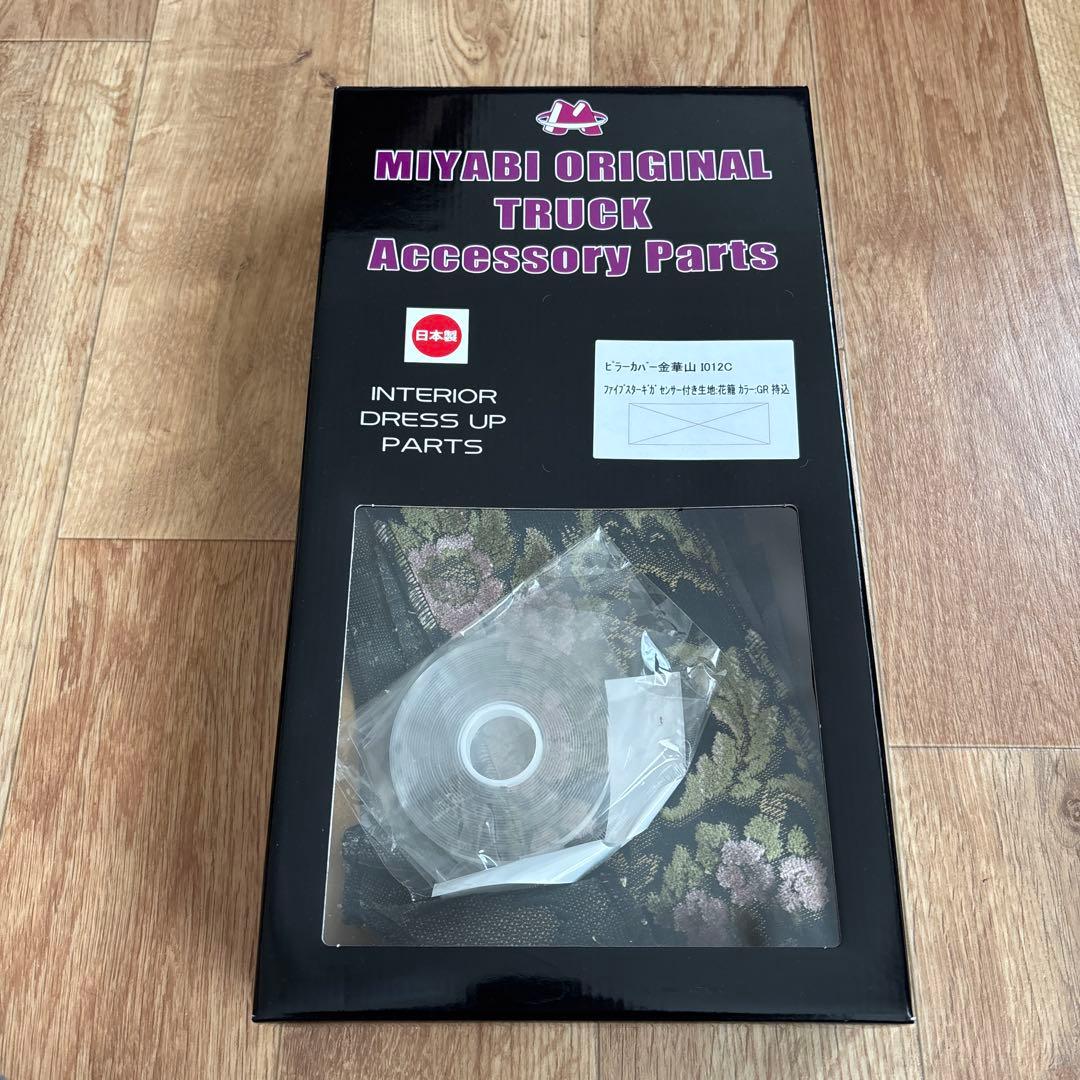 M
MIYABI ORIGINAL
TRUCK
Accessory Parts
日本製
INTERIOR
DRESS UP
PARTS
ﾋﾟﾗｰｶﾊﾞｰ金華山 I012C
ﾌｧｲﾌﾞｽﾀｰｷﾞｶﾞ ｾﾝｻｰ付き生地:花籠 ｶﾗｰ:GR 持込